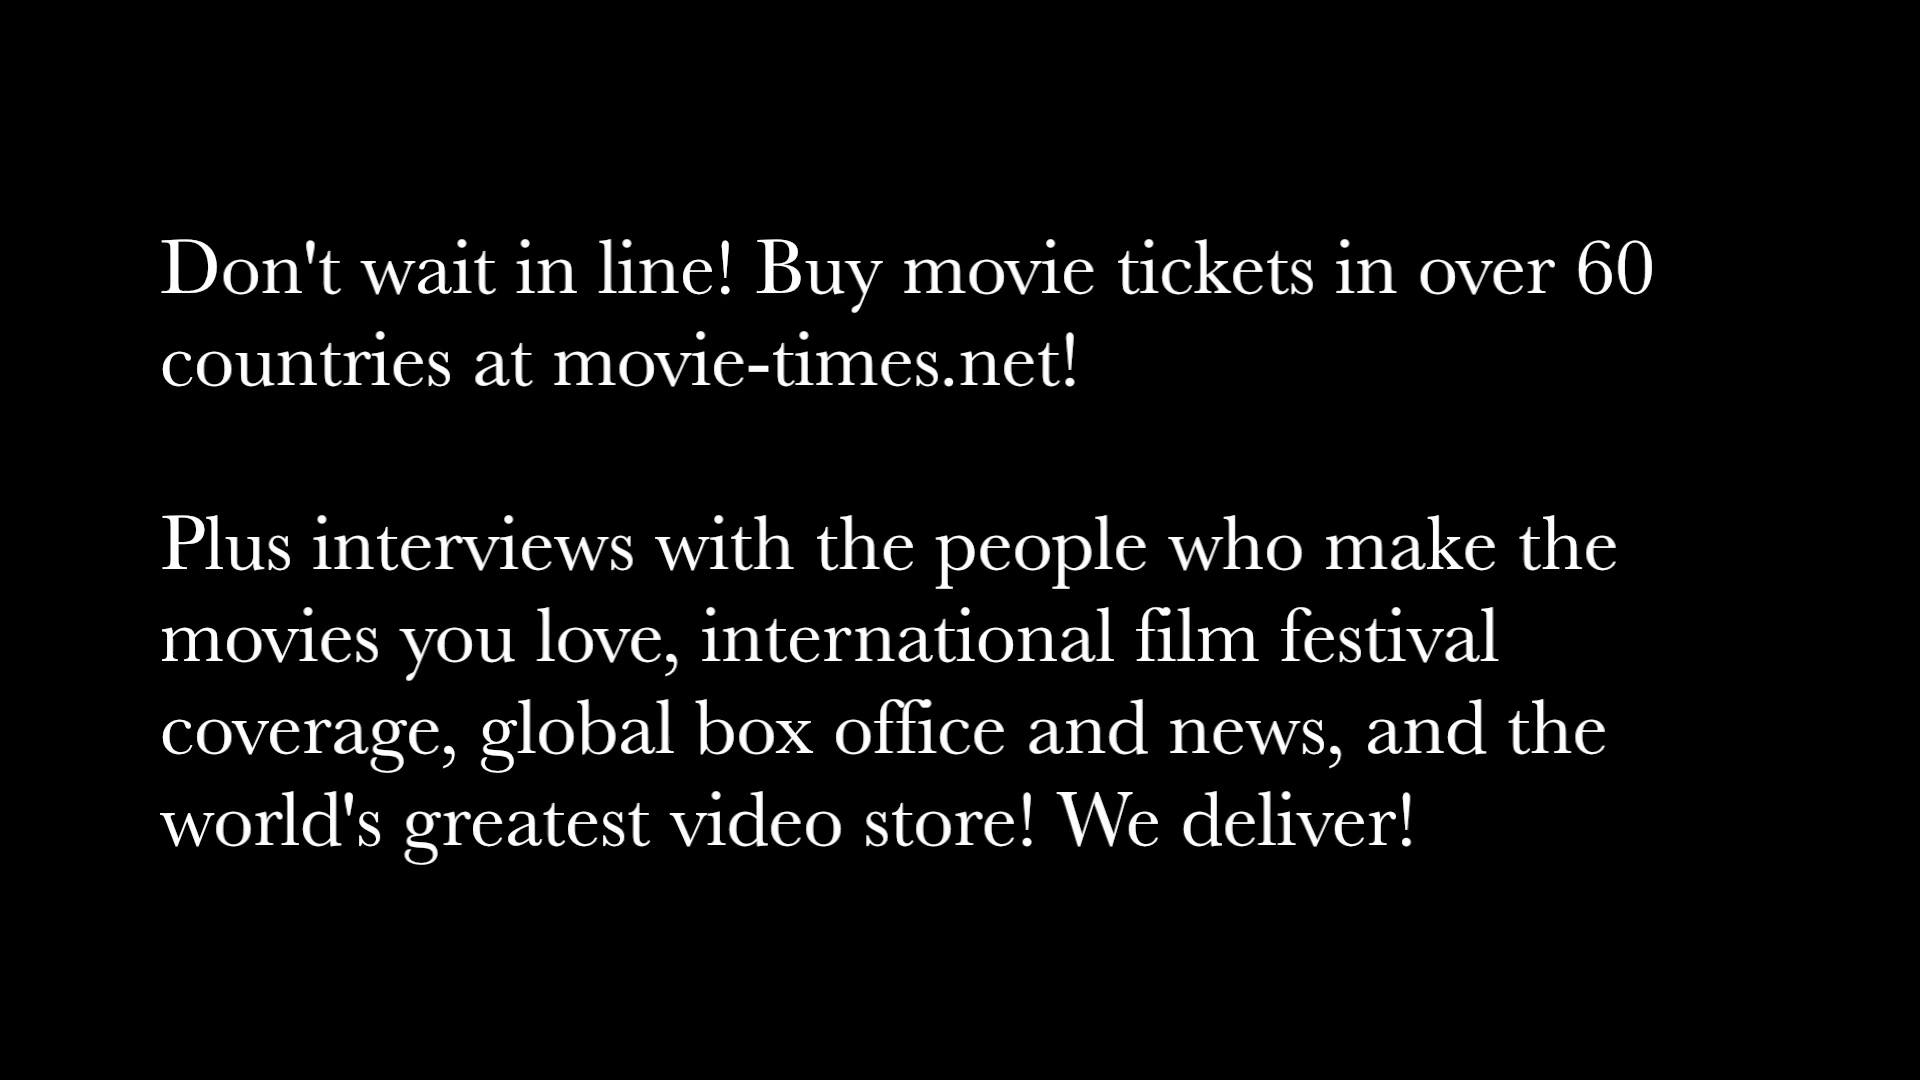 Don't wait in line! Buy movie tickets in over 60
countries at movie-times.net!
Plus interviews with the people who make the
movies you love, international film festival
coverage, global box office and news, and the
world's greatest video store! We deliver!